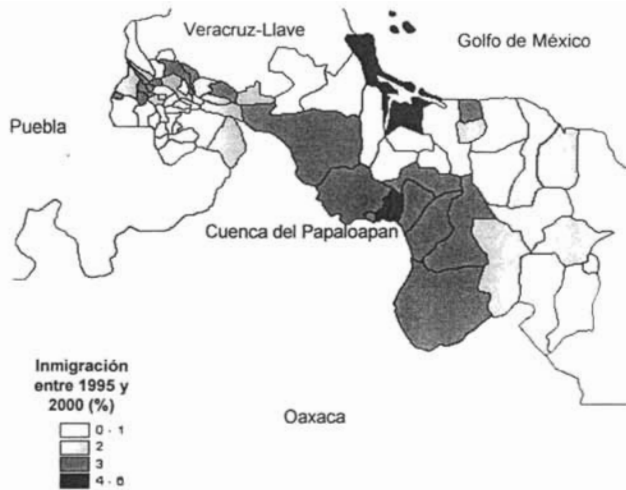 Veracruz-Llave
Golfo de México
Puebla
Cuenca del Papaloapan
Inmigración
entre 1995 y
2000 (%)
0 - 1
2
3
4 - 6
Oaxaca